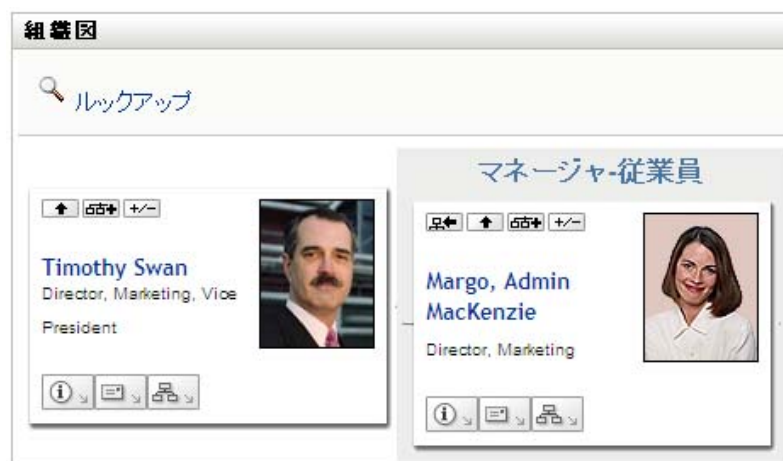 組織図
ルックアップ
マネージャ-従業員
+/-
Timothy Swan
Director, Marketing, Vice
President
+/-
Margo, Admin
MacKenzie
Director, Marketing